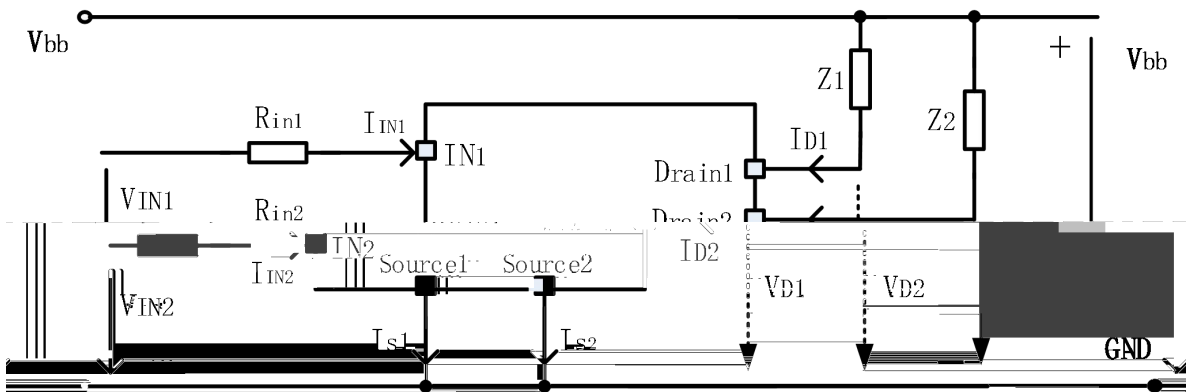 Vbb
+
Vbb
Z1
Z2
Rin1
IIN1
IN1
ID1
Drain1
VIN1
Rin2
Drain2
IN2
ID2
IIN2
Source1
Source2
VD1
VD2
VIN2
Is1
Is2
GND